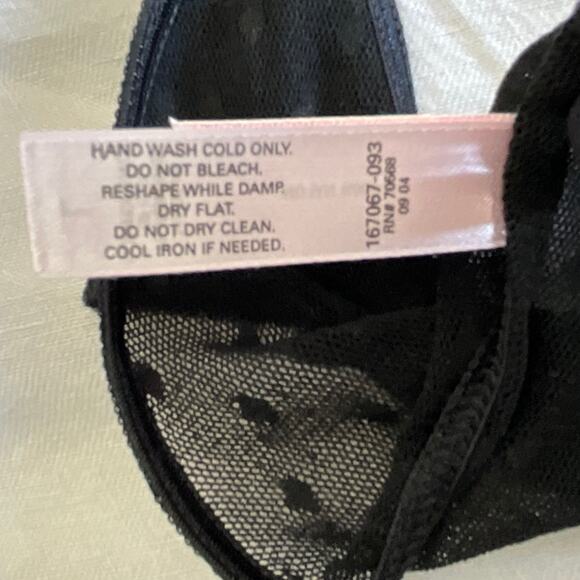 HAND WASH COLD ONLY.
DO NOT BLEACH.
RESHAPE WHILE DAMP.
DRY FLAT.
DO NOT DRY CLEAN.
COOL IRON IF NEEDED.
167067-093
RN# 70668
09 04